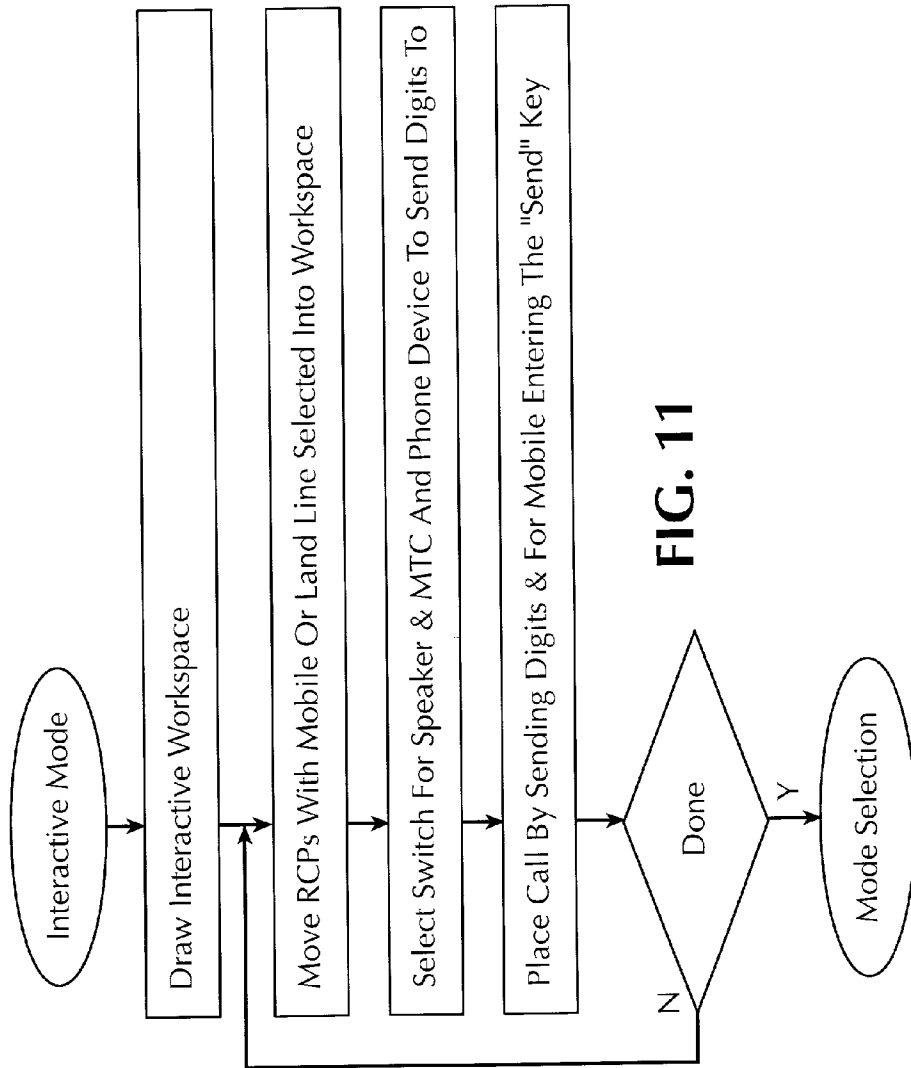 Interactive Mode
Draw Interactive Workspace
Move RCPs With Mobile Or Land Line Selected Into Workspace
Select Switch For Speaker & MTC And Phone Device To Send Digits To
Place Call By Sending Digits & For Mobile Entering The "Send" Key
Done
N
Y
Mode Selection
FIG. 11